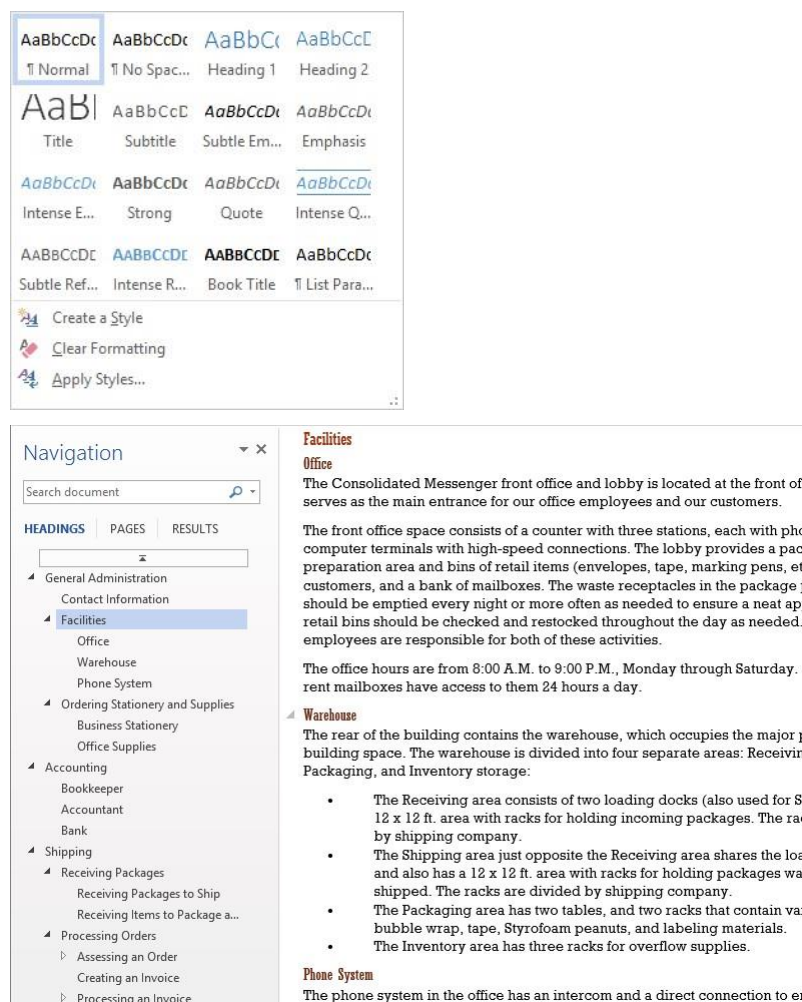 AaBbCcDc AaBbCcDc AaBbCc AaBbCcD
¶ Normal ¶ No Spac... Heading 1 Heading 2
AaB AaBbCcD AaBbCcDc AaBbCcDc
Title Subtitle Subtle Em... Emphasis
AaBbCcDc AaBbCcDc AaBbCcDc AaBbCcDc
Intense E... Strong Quote Intense Q...
AABBCCDD AABBCCDD AABBCCDD AaBbCcDc
Subtle Ref... Intense R... Book Title ¶ List Para...
Create a Style
Clear Formatting
Apply Styles...
Navigation
Search document
HEADINGS PAGES RESULTS
General Administration
Contact Information
Facilities
Office
Warehouse
Phone System
Ordering Stationery and Supplies
Business Stationery
Office Supplies
Accounting
Bookkeeper
Accountant
Bank
Shipping
Receiving Packages
Receiving Packages to Ship
Receiving Items to Package a...
Processing Orders
Assessing an Order
Creating an Invoice
Processing an Invoice
Facilities
Office
The Consolidated Messenger front office and lobby is located at the front of
serves as the main entrance for our office employees and our customers.
The front office space consists of a counter with three stations, each with pho
computer terminals with high-speed connections. The lobby provides a pac
preparation area and bins of retail items (envelopes, tape, marking pens, et
customers, and a bank of mailboxes. The waste receptacles in the package
should be emptied every night or more often as needed to ensure a neat ap
retail bins should be checked and restocked throughout the day as needed.
employees are responsible for both of these activities.
The office hours are from 8:00 A.M. to 9:00 P.M., Monday through Saturday.
rent mailboxes have access to them 24 hours a day.
Warehouse
The rear of the building contains the warehouse, which occupies the major p
building space. The warehouse is divided into four separate areas: Receivin
Packaging, and Inventory storage:
• The Receiving area consists of two loading docks (also used for S
12 x 12 ft. area with racks for holding incoming packages. The rac
by shipping company.
• The Shipping area just opposite the Receiving area shares the loa
and also has a 12 x 12 ft. area with racks for holding packages wa
shipped. The racks are divided by shipping company.
• The Packaging area has two tables, and two racks that contain va
bubble wrap, tape, Styrofoam peanuts, and labeling materials.
• The Inventory area has three racks for overflow supplies.
Phone System
The phone system in the office has an intercom and a direct connection to e